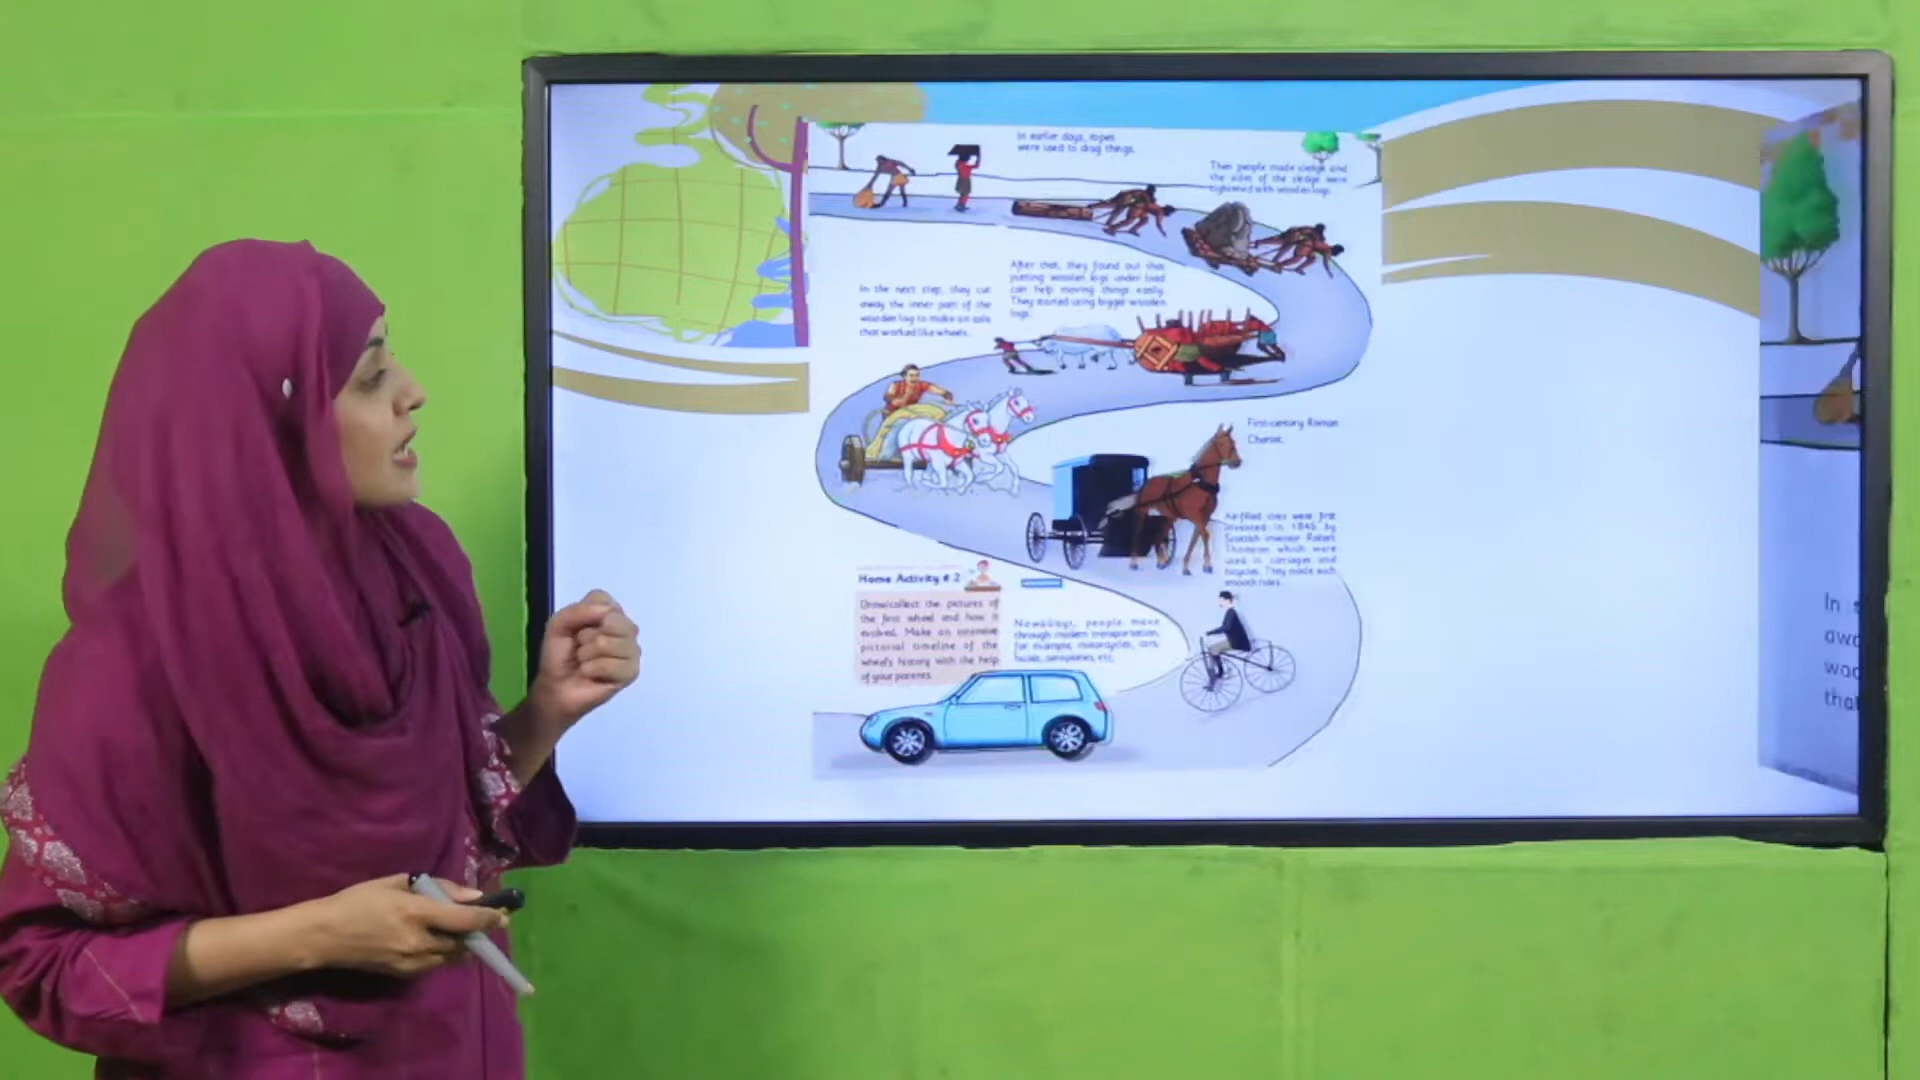 In earlier days, ropes
were used to drag things.
Then people made sledge and
the sides of the sledge were
tightened with wooden logs.
After that, they found out that
putting wooden logs under load
can help moving things easily.
They started using bigger wooden
logs.
In the next step, they cut
away the inner part of the
wooden log to make an axle
that worked like wheels.
First-century Roman
Chariot.
Air-filled tires were first
invented in 1845 by
Scottish inventor Robert
Thomson, which were
used in carriages and
bicycles. They made such
smooth rides.
Home Activity # 2
Draw/collect the pictures of
the first wheel and how it
evolved. Make an extensive
pictorial timeline of the
wheel's history with the help
of your parents.
Nowadays, people move
through modern transportation,
for example, motorcycles, cars,
buses, aeroplanes, etc.
In